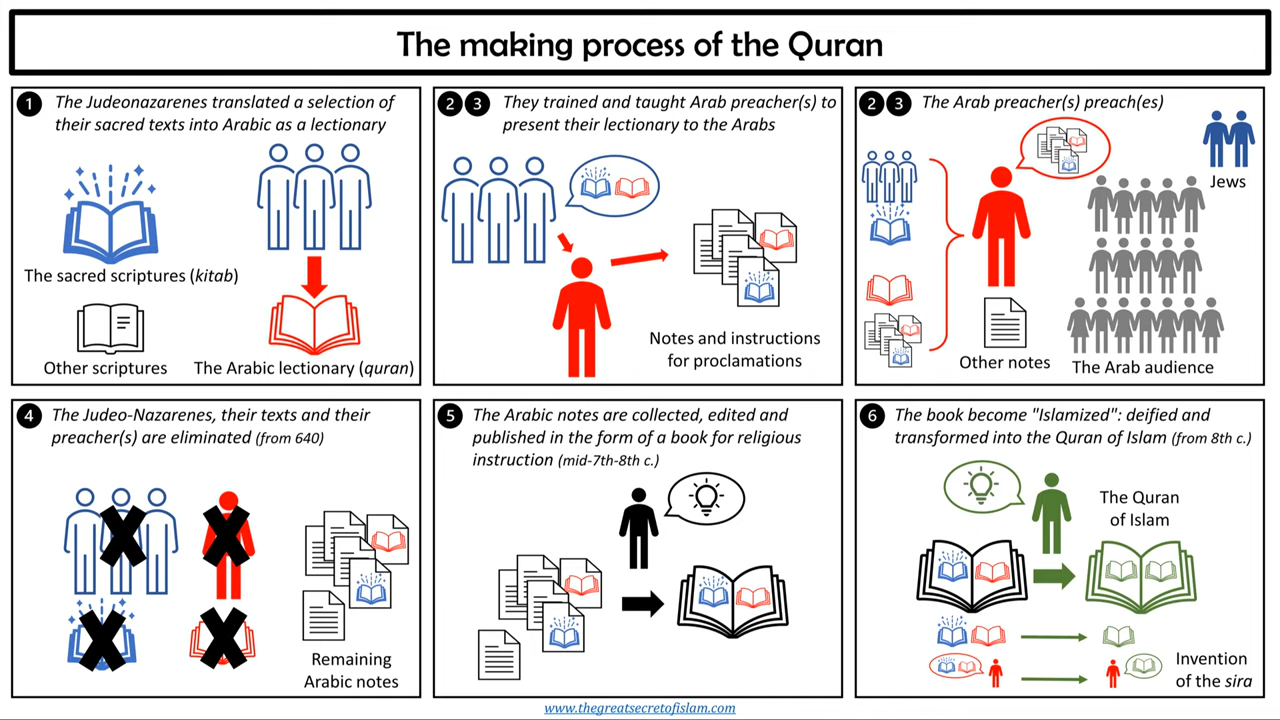 The making process of the Quran
1 The Judeonazarenes translated a selection of
their sacred texts into Arabic as a lectionary
The sacred scriptures (kitab)
Other scriptures
The Arabic lectionary (quran)
2 3 They trained and taught Arab preacher(s) to
present their lectionary to the Arabs
Notes and instructions
for proclamations
2 3 The Arab preacher(s) preach(es)
Jews
Other notes
The Arab audience
4 The Judeo-Nazarenes, their texts and their
preacher(s) are eliminated (from 640)
Remaining
Arabic notes
5 The Arabic notes are collected, edited and
published in the form of a book for religious
instruction (mid-7th-8th c.)
6 The book become "Islamized": deified and
transformed into the Quran of Islam (from 8th c.)
The Quran
of Islam
Invention
of the sira
www.thegreatsecretofislam.com